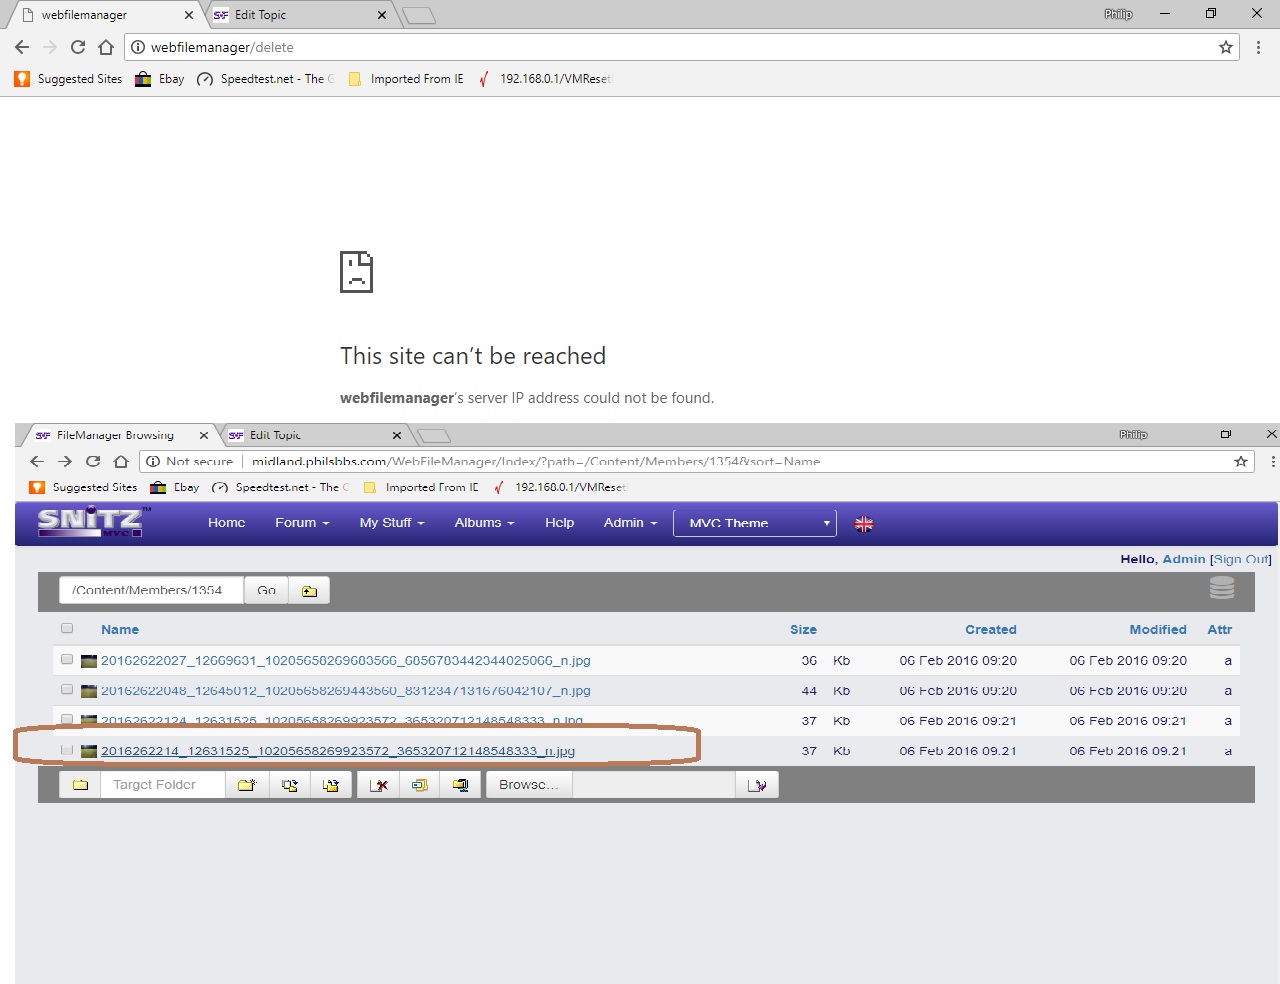 webfilemanager
Edit Topic
Philip
webfilemanager/delete
Suggested Sites
Ebay
Speedtest.net - The G
Imported From IE
192.168.0.1/VMReset
This site can't be reached
webfilemanager's server IP address could not be found.
FileManager Browsing
Edit Topic
Philip
Not secure | midland.philsbbs.com/WebFileManager/Index/?path=/Content/Members/1354&sort=Name
Suggested Sites
Ebay
Speedtest.net - The G
Imported From IE
192.168.0.1/VMReset
SNITZ™ MVC
Home
Forum
My Stuff
Albums
Help
Admin
MVC Theme
Hello, Admin [Sign Out]
/Content/Members/1354
Go
Name Size Created Modified Attr
20162622027_12669631_10205658269683566_6856783442344025066_n.jpg 36 Kb 06 Feb 2016 09:20 06 Feb 2016 09:20 a
20162622048_12645012_10205658269443560_8312347131676042107_n.jpg 44 Kb 06 Feb 2016 09:20 06 Feb 2016 09:20 a
20162622124_12631525_10205658269923572_365320712148548333_n.jpg 37 Kb 06 Feb 2016 09:21 06 Feb 2016 09:21 a
2016262214_12631525_10205658269923572_365320712148548333_n.jpg 37 Kb 06 Feb 2016 09:21 06 Feb 2016 09:21 a
Target Folder
Browse...